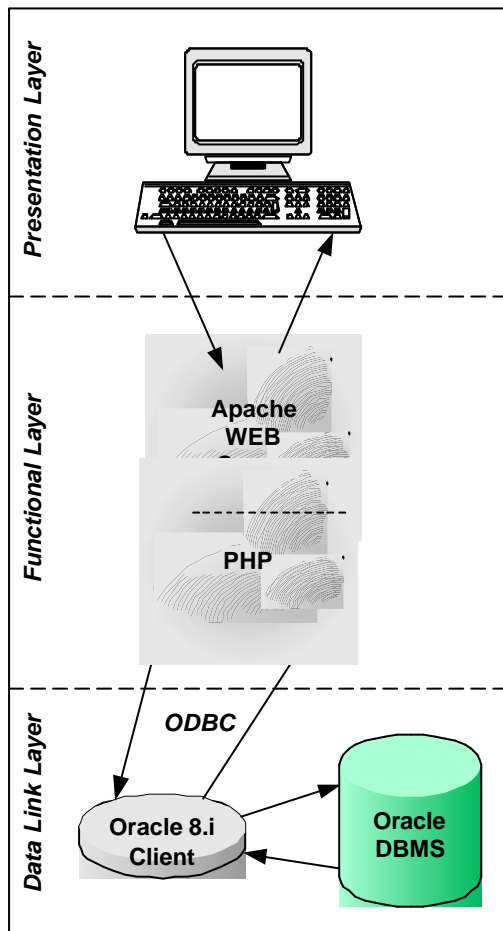 Presentation Layer
Functional Layer
Apache
WEB
PHP
Data Link Layer
ODBC
Oracle 8.i
Client
Oracle
DBMS